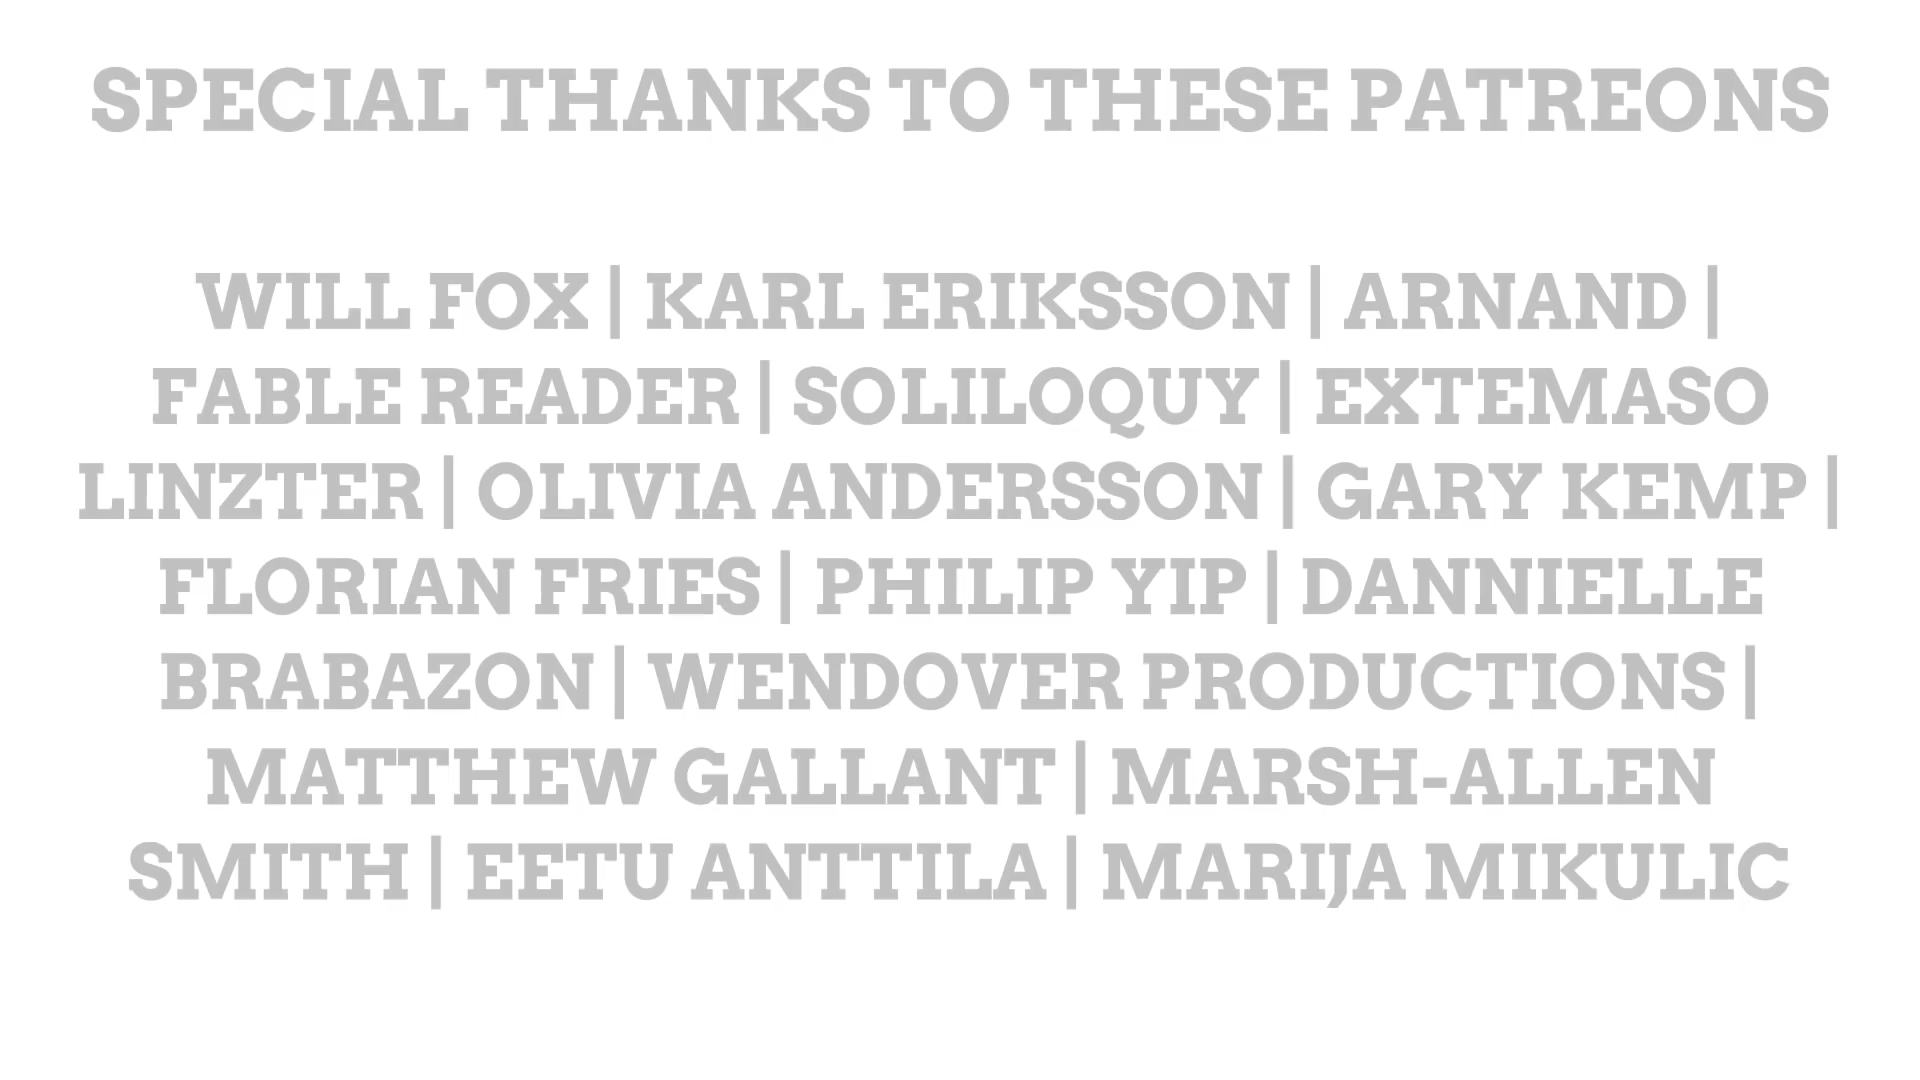 SPECIAL THANKS TO THESE PATREONS
WILL FOX | KARL ERIKSSON | ARNAND |
FABLE READER | SOLILOQUY | EXTEMASO
LINZTER | OLIVIA ANDERSSON | GARY KEMP |
FLORIAN FRIES | PHILIP YIP | DANNIELLE
BRABAZON | WENDOVER PRODUCTIONS |
MATTHEW GALLANT | MARSH-ALLEN
SMITH | EETU ANTTILA | MARIJA MIKULIC